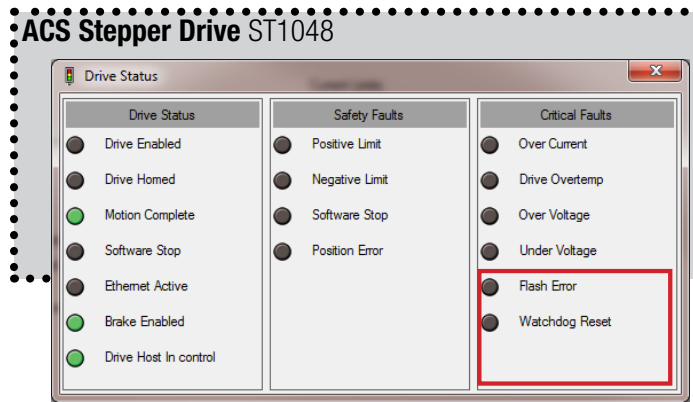 ACS Stepper Drive ST1048
Drive Status
Drive Status
Drive Enabled
Drive Homed
Motion Complete
Software Stop
Ethernet Active
Brake Enabled
Drive Host In control
Safety Faults
Positive Limit
Negative Limit
Software Stop
Position Error
Critical Faults
Over Current
Drive Overtemp
Over Voltage
Under Voltage
Flash Error
Watchdog Reset